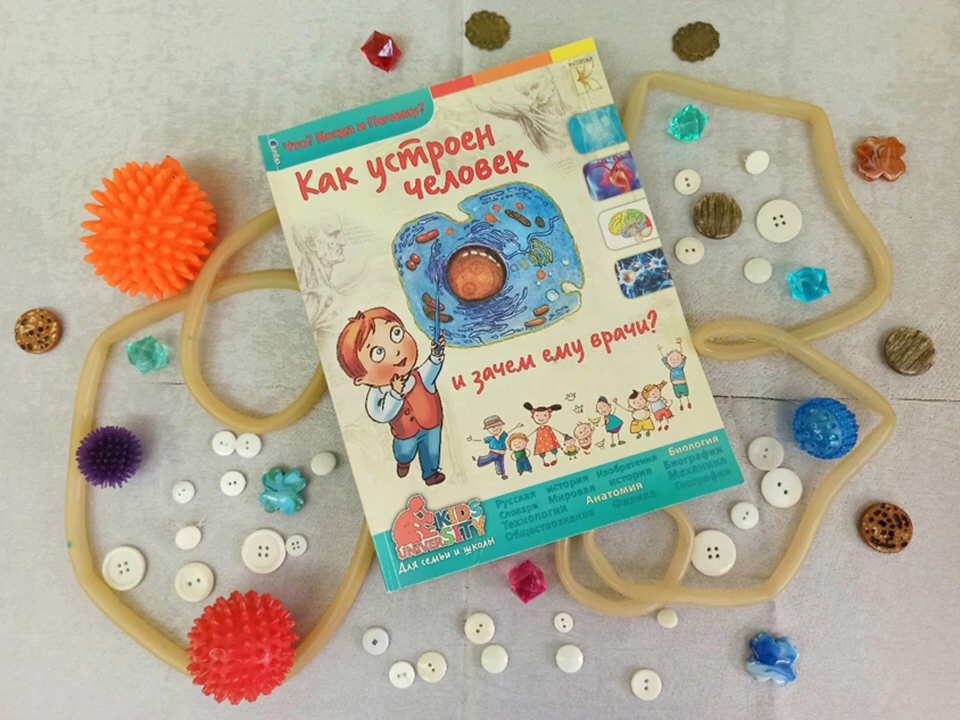 Что? Когда и Почему?
Как устроен
человек
и зачем ему врачи?
KIDS
UNIVERSITY
Для семьи и школы
Русская история Изобретения Биология
Словари Мировая история Биографии
Технологии Анатомия Механика
Обществознание Физика География